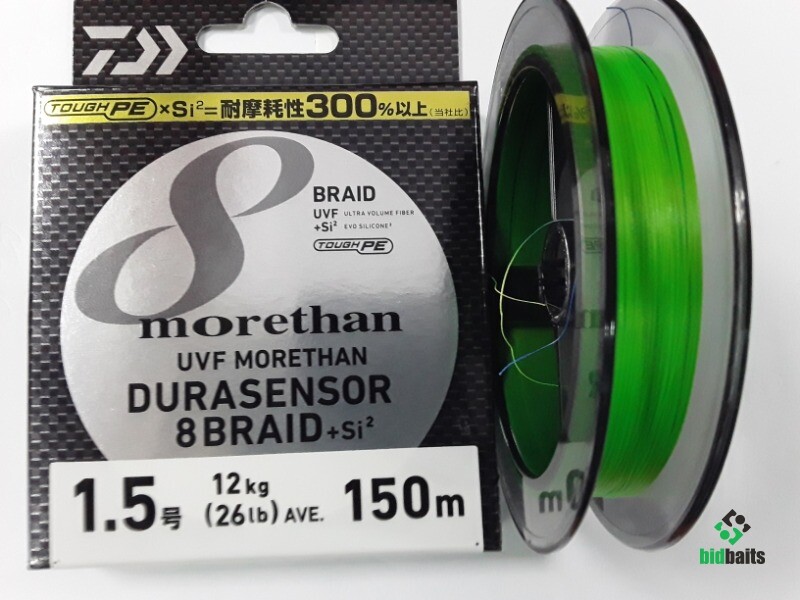 TOUGH PE ×Si²=耐摩耗性300%以上(当社比)
8
BRAID
UVF ULTRA VOLUME FIBER
+Si² EVO SILICONE²
TOUGH PE
morethan
UVF MORETHAN
DURASENSOR
8BRAID+Si²
1.5号 12kg (26lb) AVE. 150m
0m
bidbaits